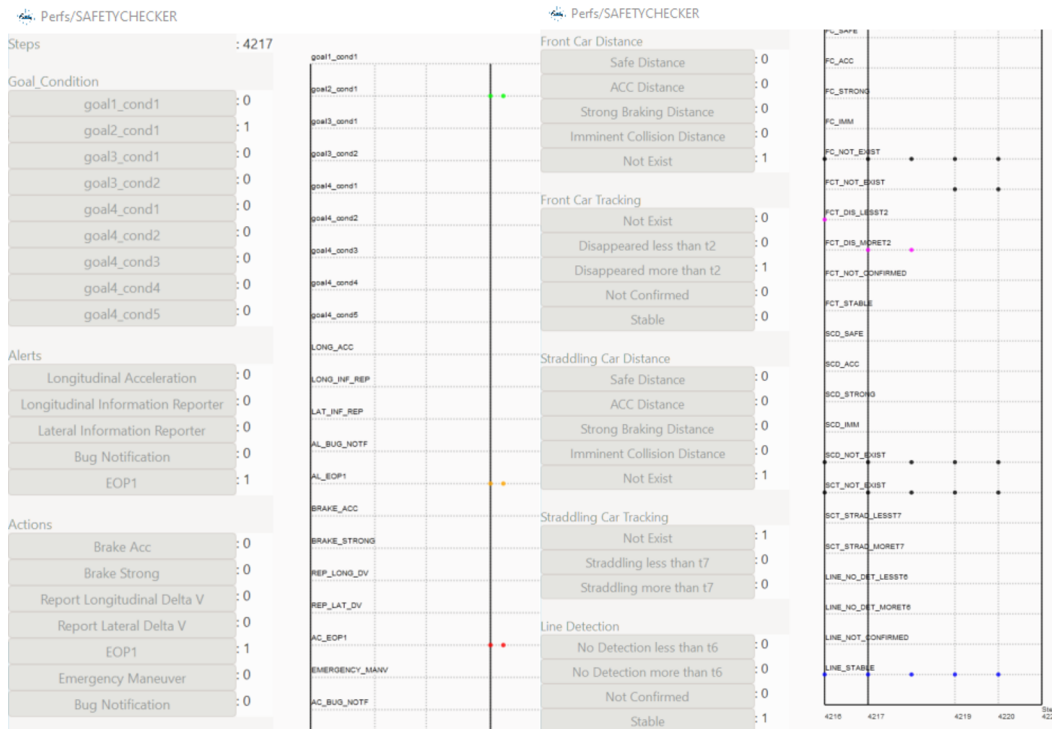 Perfs/SAFETYCHECKER
Steps : 4217
Goal_Condition
goal1_cond1 : 0
goal2_cond1 : 1
goal3_cond1 : 0
goal3_cond2 : 0
goal4_cond1 : 0
goal4_cond2 : 0
goal4_cond3 : 0
goal4_cond4 : 0
goal4_cond5 : 0
Alerts
Longitudinal Acceleration : 0
Longitudinal Information Reporter : 0
Lateral Information Reporter : 0
Bug Notification : 0
EOP1 : 1
Actions
Brake Acc : 0
Brake Strong : 0
Report Longitudinal Delta V : 0
Report Lateral Delta V : 0
EOP1 : 1
Emergency Maneuver : 0
Bug Notification : 0
goal1_cond1
goal2_cond1
goal3_cond1
goal3_cond2
goal4_cond1
goal4_cond2
goal4_cond3
goal4_cond4
goal4_cond5
LONG_ACC
LONG_INF_REP
LAT_INF_REP
AL_BUG_NOTF
AL_EOP1
BRAKE_ACC
BRAKE_STRONG
REP_LONG_DV
REP_LAT_DV
AC_EOP1
EMERGENCY_MANV
AC_BUG_NOTF
Perfs/SAFETYCHECKER
Front Car Distance
Safe Distance : 0
ACC Distance : 0
Strong Braking Distance : 0
Imminent Collision Distance : 0
Not Exist : 1
Front Car Tracking
Not Exist : 0
Disappeared less than t2 : 0
Disappeared more than t2 : 1
Not Confirmed : 0
Stable : 0
Straddling Car Distance
Safe Distance : 0
ACC Distance : 0
Strong Braking Distance : 0
Imminent Collision Distance : 0
Not Exist : 1
Straddling Car Tracking
Not Exist : 1
Straddling less than t7 : 0
Straddling more than t7 : 0
Line Detection
No Detection less than t6 : 0
No Detection more than t6 : 0
Not Confirmed : 0
Stable : 1
FC_SAFE
FC_ACC
FC_STRONG
FC_IMM
FC_NOT_EXIST
FCT_NOT_EXIST
FCT_DIS_LESST2
FCT_DIS_MORET2
FCT_NOT_CONFIRMED
FCT_STABLE
SCD_SAFE
SCD_ACC
SCD_STRONG
SCD_IMM
SCD_NOT_EXIST
SCT_NOT_EXIST
SCT_STRAD_LESST7
SCT_STRAD_MORET7
LINE_NO_DET_LESST6
LINE_NO_DET_MORET6
LINE_NOT_CONFIRMED
LINE_STABLE
4216 4217 4219 4220